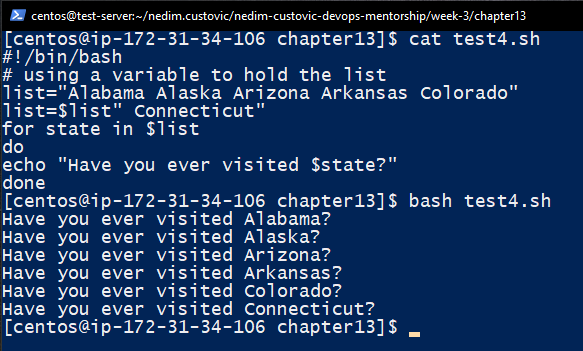 centos@test-server:~/nedim.custovic/nedim-custovic-devops-mentorship/week-3/chapter13
[centos@ip-172-31-34-106 chapter13]$ cat test4.sh
#!/bin/bash
# using a variable to hold the list
list="Alabama Alaska Arizona Arkansas Colorado"
list=$list" Connecticut"
for state in $list
do
echo "Have you ever visited $state?"
done
[centos@ip-172-31-34-106 chapter13]$ bash test4.sh
Have you ever visited Alabama?
Have you ever visited Alaska?
Have you ever visited Arizona?
Have you ever visited Arkansas?
Have you ever visited Colorado?
Have you ever visited Connecticut?
[centos@ip-172-31-34-106 chapter13]$